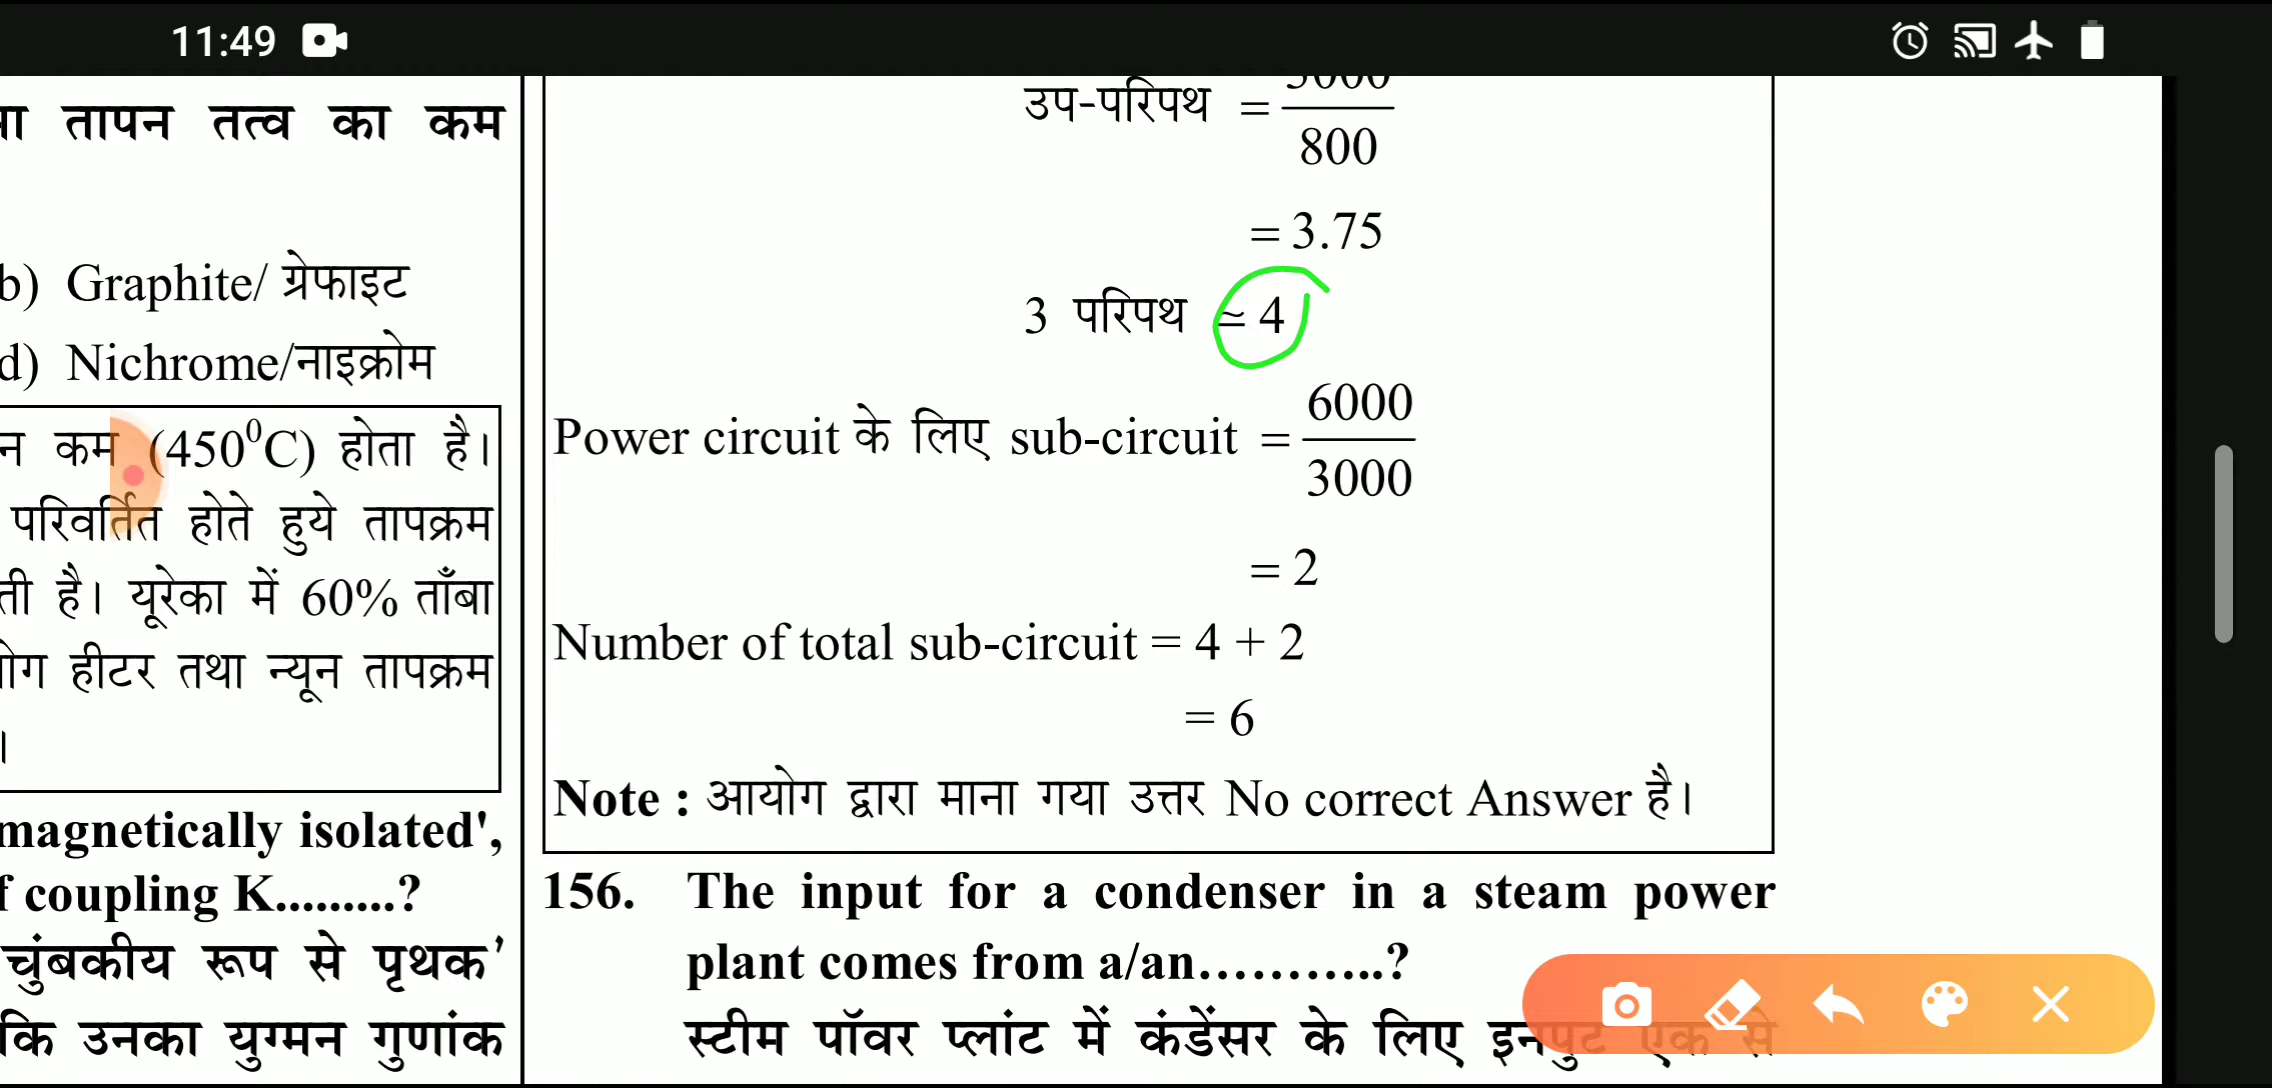 11:49
तापन तत्व का कम
b) Graphite/ ग्रेफाइट
d) Nichrome/नाइक्रोम
न कम (450⁰C) होता है।
परिवर्तित होते हुये तापक्रम
ती है। यूरेका में 60% ताँबा
हीटर तथा न्यून तापक्रम
।
magnetically isolated',
f coupling K.........?
चुंबकीय रूप से पृथक'
कि उनका युग्मन गुणांक
उप-परिपथ =
800
= 3.75
3 परिपथ ≃ 4
Power circuit के लिए sub-circuit = 6000
3000
= 2
Number of total sub-circuit = 4 + 2
= 6
Note : आयोग द्वारा माना गया उत्तर No correct Answer है।
156. The input for a condenser in a steam power
plant comes from a/an............?
स्टीम पॉवर प्लांट में कंडेंसर के लिए इनपुट एक से